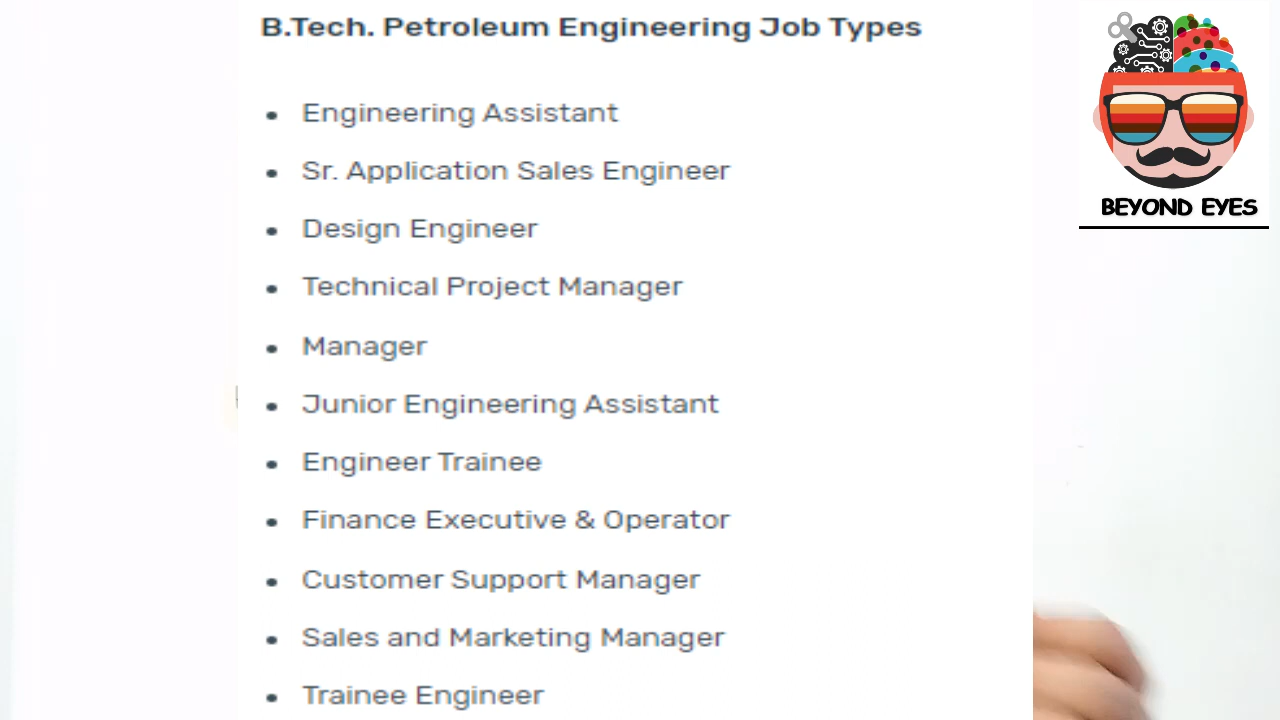 B.Tech. Petroleum Engineering Job Types
Engineering Assistant
Sr. Application Sales Engineer
Design Engineer
Technical Project Manager
Manager
Junior Engineering Assistant
Engineer Trainee
Finance Executive & Operator
Customer Support Manager
Sales and Marketing Manager
Trainee Engineer
BEYOND EYES